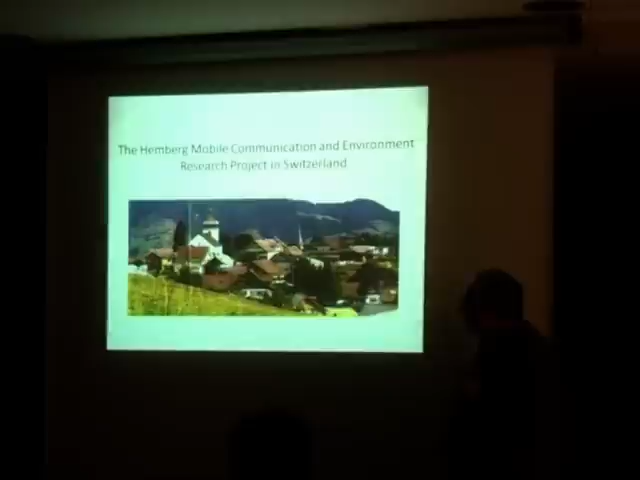 The Hemberg Mobile Communication and Environment
Research Project in Switzerland